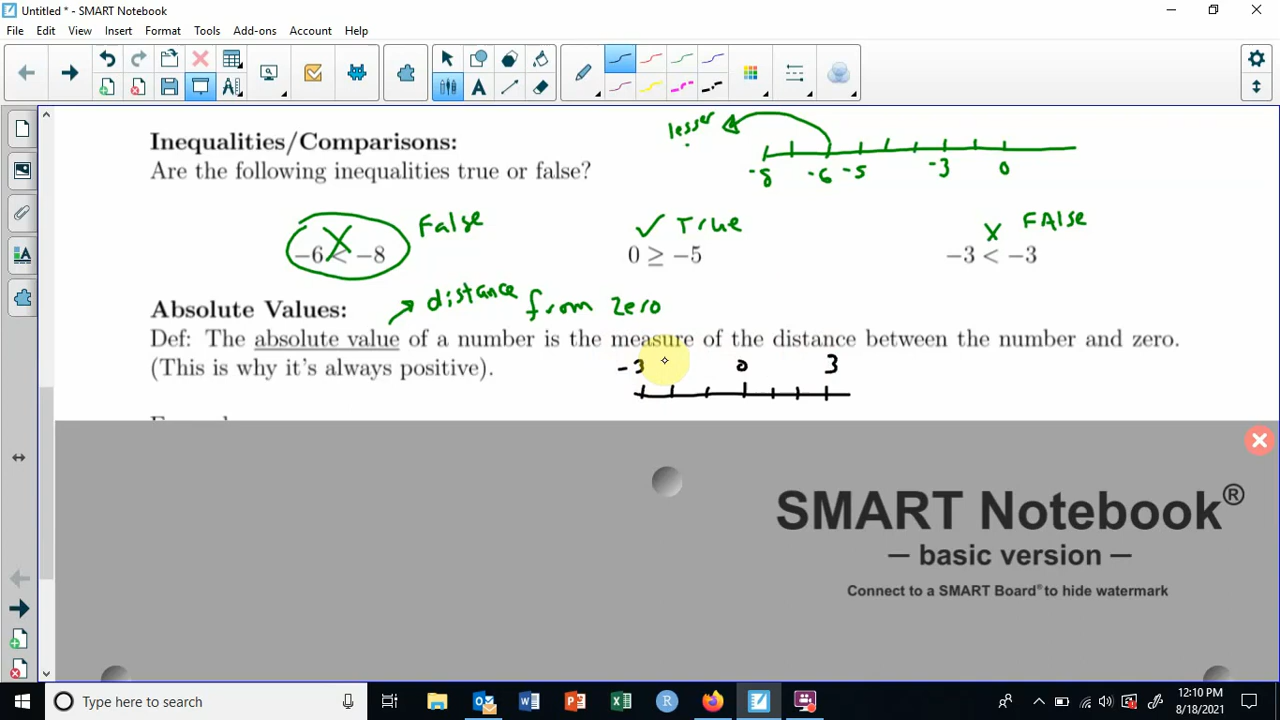 Untitled * - SMART Notebook
File Edit View Insert Format Tools Add-ons Account Help
Inequalities/Comparisons:
lesser
Are the following inequalities true or false?
-8 -6 -5 -3 0
False
✓ True
X FAlse
−6 < −8
0 ≥ −5
−3 < −3
Absolute Values:
distance from zero
Def: The absolute value of a number is the measure of the distance between the number and zero.
(This is why it's always positive).
-3 0 3
SMART Notebook®
— basic version —
Connect to a SMART Board® to hide watermark
Type here to search
12:10 PM
8/18/2021